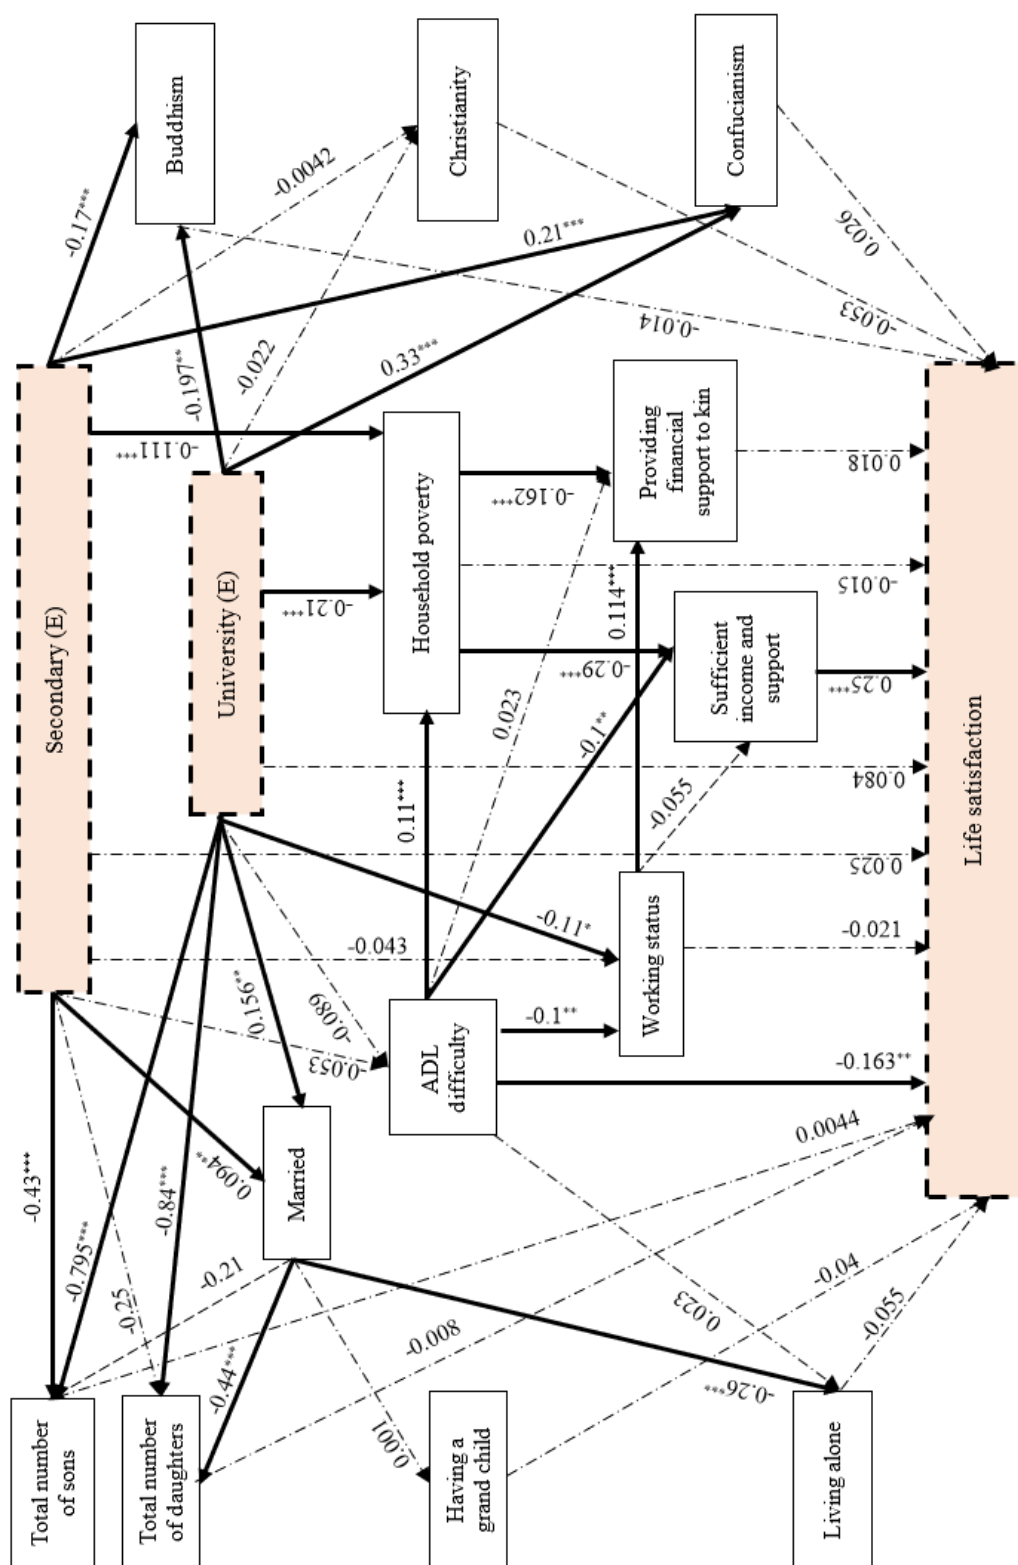 Total number
of sons
Total number
of daughters
Having a
grand child
Living alone
Married
ADL
difficulty
Working status
Sufficient
income and
support
Providing
financial
support to kin
Household poverty
Secondary (E)
University (E)
Life satisfaction
Buddhism
Christianity
Confucianism
-0.17***
-0.0042
-0.197**
-0.022
0.21***
0.33***
-0.014
-0.053
0.026
-0.111***
-0.21***
-0.162***
-0.29***
-0.015
0.018
0.25***
0.114***
-0.055
0.023
-0.1**
0.11***
0.084
0.025
-0.021
-0.043
-0.11*
-0.1**
-0.163**
-0.089
-0.053
0.156**
0.094**
-0.43***
-0.795***
-0.84***
-0.25
-0.21
-0.44***
0.001
-0.26***
0.023
-0.008
0.0044
-0.04
-0.055